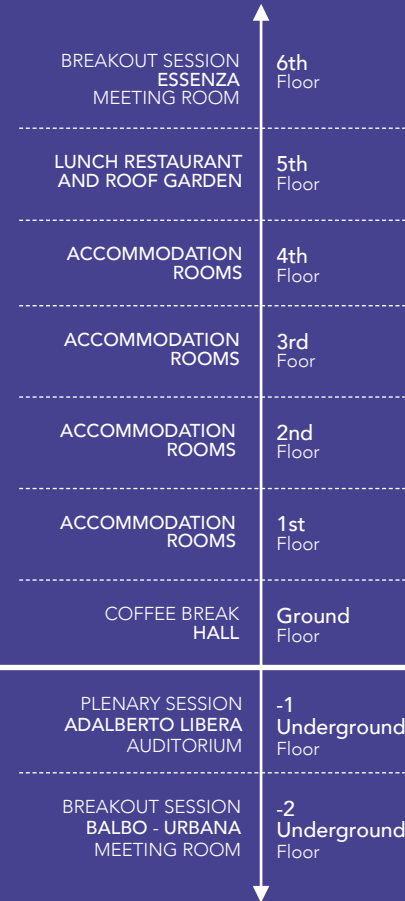 BREAKOUT SESSION
ESSENZA
MEETING ROOM
6th
Floor
LUNCH RESTAURANT
AND ROOF GARDEN
5th
Floor
ACCOMMODATION
ROOMS
4th
Floor
ACCOMMODATION
ROOMS
3rd
Foor
ACCOMMODATION
ROOMS
2nd
Floor
ACCOMMODATION
ROOMS
1st
Floor
COFFEE BREAK
HALL
Ground
Floor
PLENARY SESSION
ADALBERTO LIBERA
AUDITORIUM
-1
Underground
Floor
BREAKOUT SESSION
BALBO - URBANA
MEETING ROOM
-2
Underground
Floor